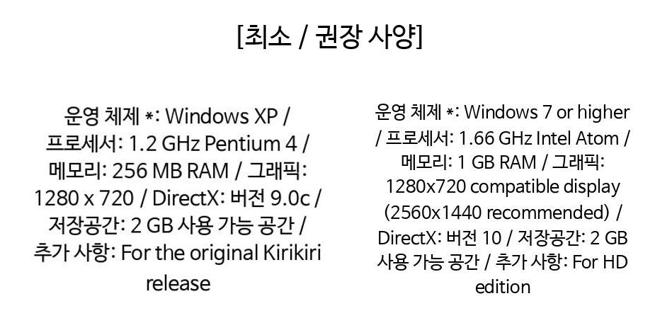 [최소 / 권장 사양]
운영 체제 *: Windows XP /
프로세서: 1.2 GHz Pentium 4 /
메모리: 256 MB RAM / 그래픽:
1280 x 720 / DirectX: 버전 9.0c /
저장공간: 2 GB 사용 가능 공간 /
추가 사항: For the original Kirikiri
release
운영 체제 *: Windows 7 or higher
/ 프로세서: 1.66 GHz Intel Atom /
메모리: 1 GB RAM / 그래픽:
1280x720 compatible display
(2560x1440 recommended) /
DirectX: 버전 10 / 저장공간: 2 GB
사용 가능 공간 / 추가 사항: For HD
edition